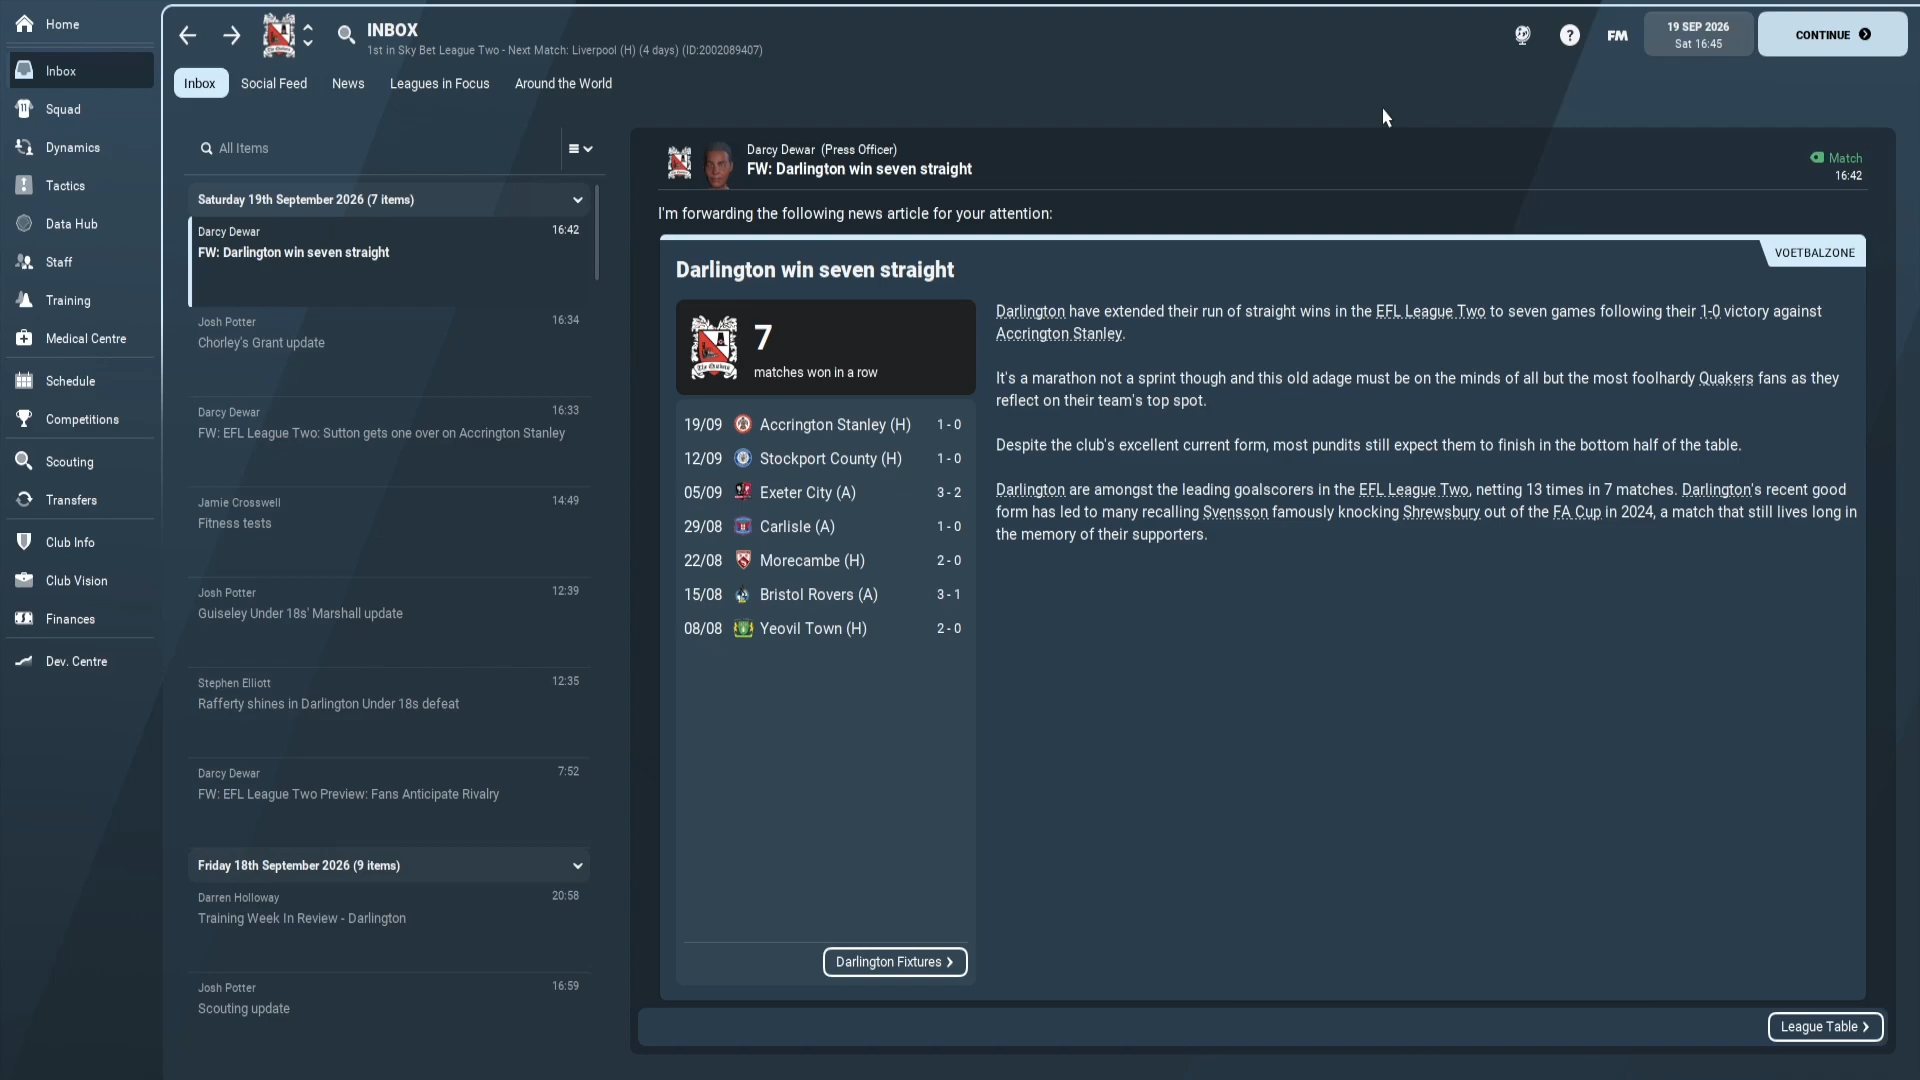 Home
Inbox
Squad
Dynamics
Tactics
Data Hub
Staff
Training
Medical Centre
Schedule
Competitions
Scouting
Transfers
Club Info
Club Vision
Finances
Dev. Centre
INBOX
1st in Sky Bet League Two - Next Match: Liverpool (H) (4 days) (ID:2002089407)
FM
19 SEP 2026
Sat 16:45
CONTINUE
Inbox Social Feed News Leagues in Focus Around the World
All Items
Saturday 19th September 2026 (7 items)
Darcy Dewar 16:42
FW: Darlington win seven straight
Josh Potter 16:34
Chorley's Grant update
Darcy Dewar 16:33
FW: EFL League Two: Sutton gets one over on Accrington Stanley
Jamie Crosswell 14:49
Fitness tests
Josh Potter 12:39
Guiseley Under 18s' Marshall update
Stephen Elliott 12:35
Rafferty shines in Darlington Under 18s defeat
Darcy Dewar 7:52
FW: EFL League Two Preview: Fans Anticipate Rivalry
Friday 18th September 2026 (9 items)
Darren Holloway 20:58
Training Week In Review - Darlington
Josh Potter 16:59
Scouting update
Darcy Dewar (Press Officer)
FW: Darlington win seven straight
Match
16:42
I'm forwarding the following news article for your attention:
VOETBALZONE
Darlington win seven straight
7
matches won in a row
19/09 Accrington Stanley (H) 1 - 0
12/09 Stockport County (H) 1 - 0
05/09 Exeter City (A) 3 - 2
29/08 Carlisle (A) 1 - 0
22/08 Morecambe (H) 2 - 0
15/08 Bristol Rovers (A) 3 - 1
08/08 Yeovil Town (H) 2 - 0
Darlington Fixtures
Darlington have extended their run of straight wins in the EFL League Two to seven games following their 1-0 victory against
Accrington Stanley.
It's a marathon not a sprint though and this old adage must be on the minds of all but the most foolhardy Quakers fans as they
reflect on their team's top spot.
Despite the club's excellent current form, most pundits still expect them to finish in the bottom half of the table.
Darlington are amongst the leading goalscorers in the EFL League Two, netting 13 times in 7 matches. Darlington's recent good
form has led to many recalling Svensson famously knocking Shrewsbury out of the FA Cup in 2024, a match that still lives long in
the memory of their supporters.
League Table